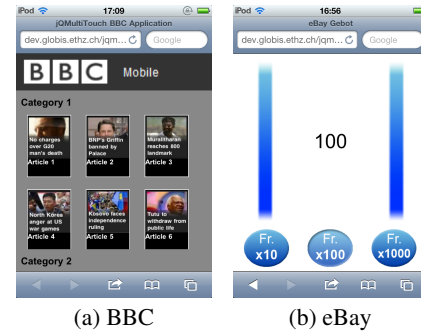 iPod 17:09
jQMultiTouch BBC Application
dev.globis.ethz.ch/jqm... Google
BBC Mobile
Category 1
No charges over G20 man's death
Article 1
BNP's Griffin banned by Palace
Article 2
Muralitharan reaches 800 landmark
Article 3
North Korea anger at US war games
Article 4
Kosovo faces independence ruling
Article 5
Tutu to withdraw from public life
Article 6
Category 2
(a) BBC
iPod 16:56
eBay Gebot
dev.globis.ethz.ch/jqm... Google
100
Fr. x10
Fr. x100
Fr. x1000
(b) eBay